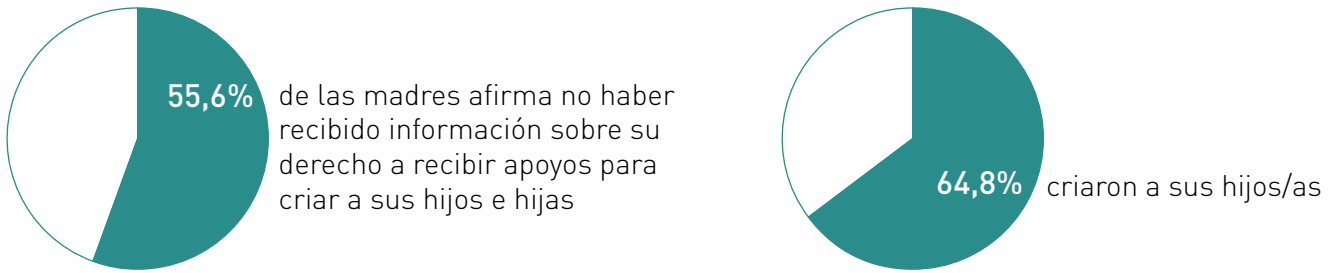 55,6%
de las madres afirma no haber
recibido información sobre su
derecho a recibir apoyos para
criar a sus hijos e hijas
64,8%
criaron a sus hijos/as